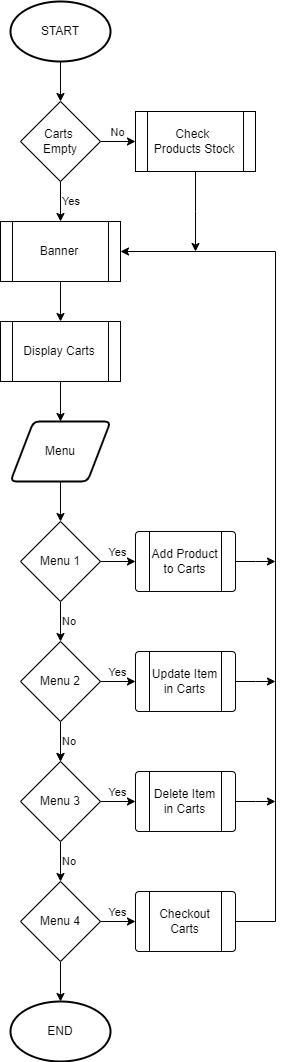 START
Carts
Empty
No
Check
Products Stock
Yes
Banner
Display Carts
Menu
Menu 1
Yes
Add Product
to Carts
No
Menu 2
Yes
Update Item
in Carts
No
Menu 3
Yes
Delete Item
in Carts
No
Menu 4
Yes
Checkout
Carts
END